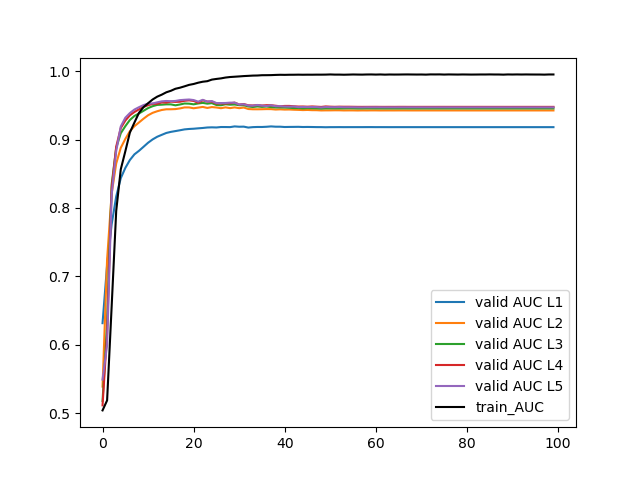 1.0
0.9
0.8
0.7
0.6
0.5
0 20 40 60 80 100
valid AUC L1
valid AUC L2
valid AUC L3
valid AUC L4
valid AUC L5
train_AUC